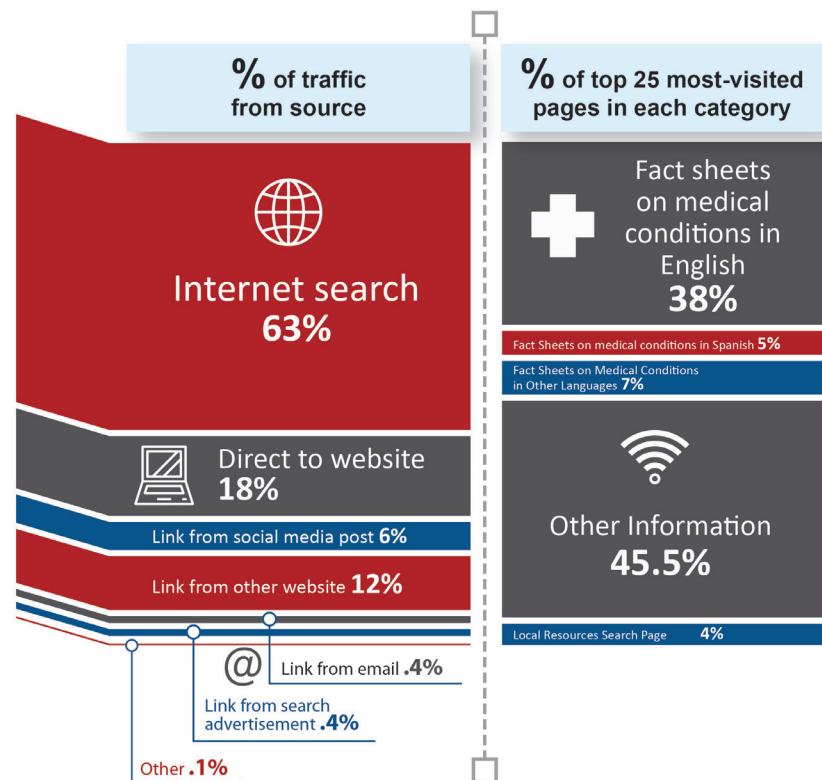 % of traffic
from source
Internet search
63%
Direct to website
18%
Link from social media post 6%
Link from other website 12%
@ Link from email .4%
Link from search
advertisement .4%
Other .1%
% of top 25 most-visited
pages in each category
Fact sheets
on medical
conditions in
English
38%
Fact Sheets on medical conditions in Spanish 5%
Fact Sheets on Medical Conditions
in Other Languages 7%
Other Information
45.5%
Local Resources Search Page 4%